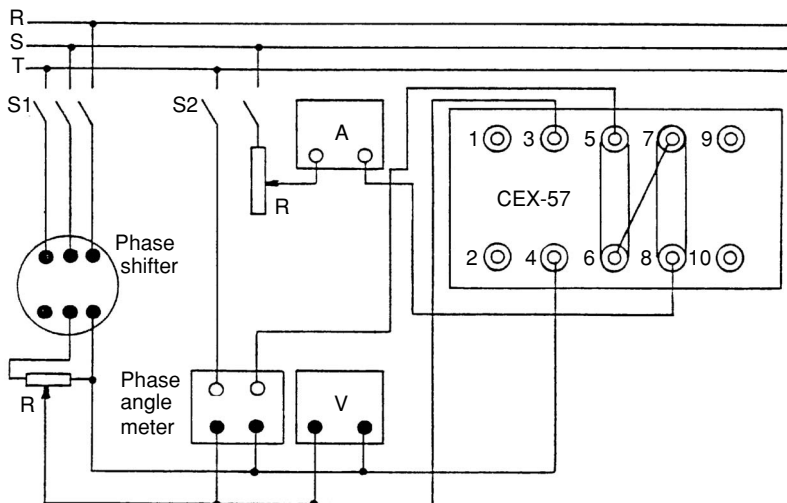 R
S
T
S1
S2
A
R
1 3 5 7 9
CEX-57
2 4 6 8 10
Phase
shifter
R
Phase
angle
meter
V